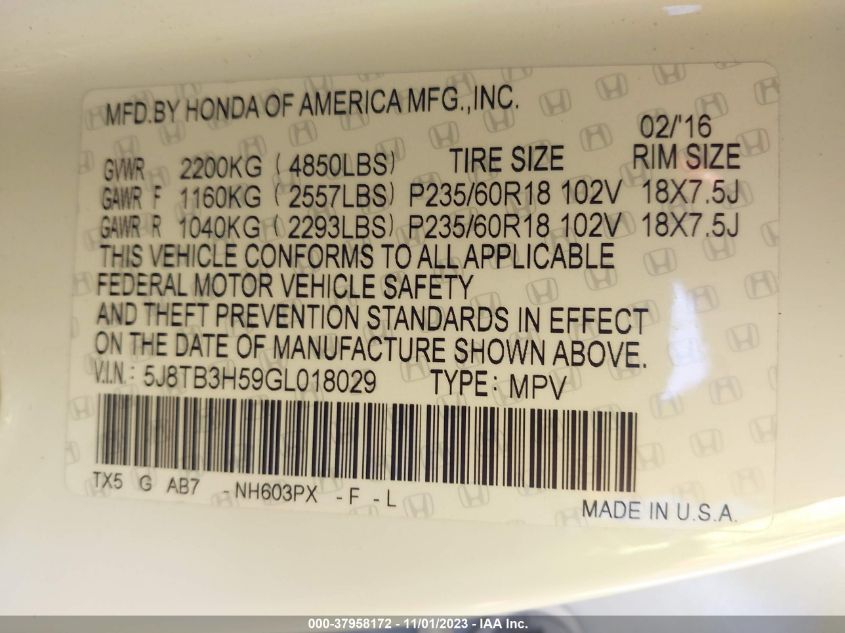 MFD.BY HONDA OF AMERICA MFG.,INC.
02/'16
GVWR 2200KG (4850LBS) TIRE SIZE RIM SIZE
GAWR F 1160KG (2557LBS) P235/60R18 102V 18X7.5J
GAWR R 1040KG (2293LBS) P235/60R18 102V 18X7.5J
THIS VEHICLE CONFORMS TO ALL APPLICABLE
FEDERAL MOTOR VEHICLE SAFETY
AND THEFT PREVENTION STANDARDS IN EFFECT
ON THE DATE OF MANUFACTURE SHOWN ABOVE.
V.I.N.: 5J8TB3H59GL018029 TYPE: MPV
TX5 G AB7 -NH603PX -F -L
MADE IN U.S.A.
000-37958172 - 11/01/2023 - IAA Inc.